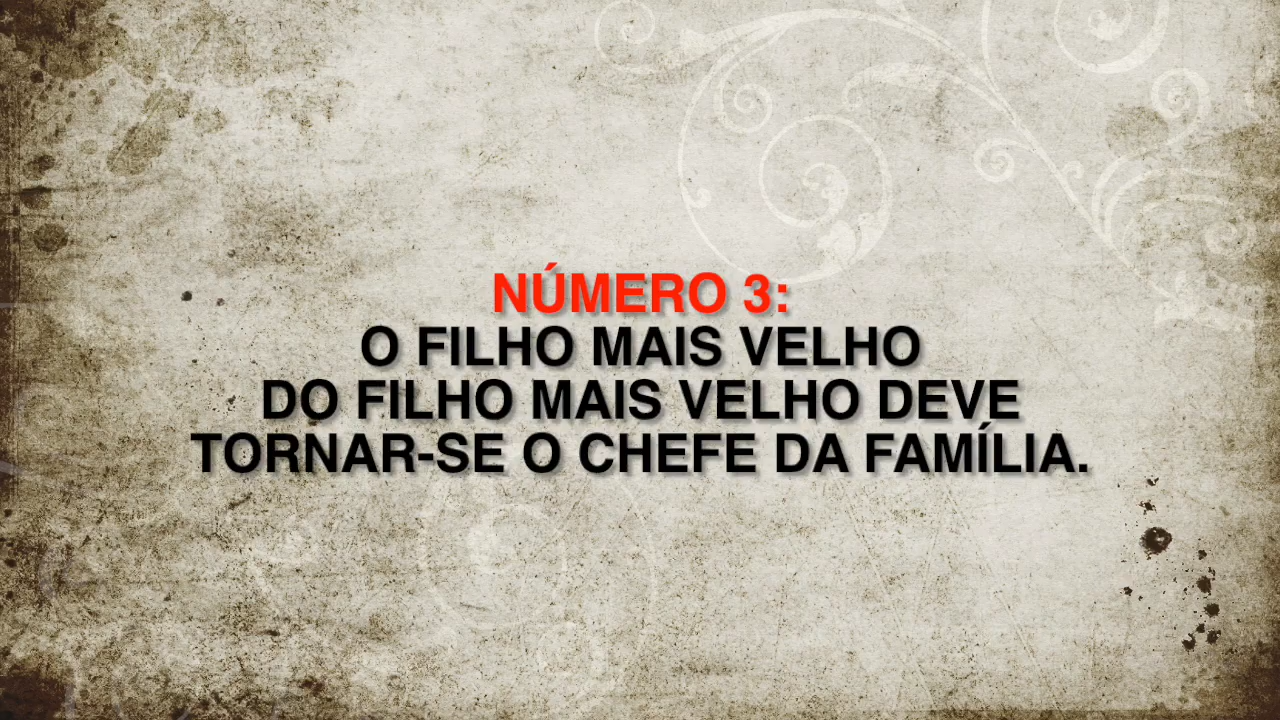 NÚMERO 3:
O FILHO MAIS VELHO
DO FILHO MAIS VELHO DEVE
TORNAR-SE O CHEFE DA FAMÍLIA.